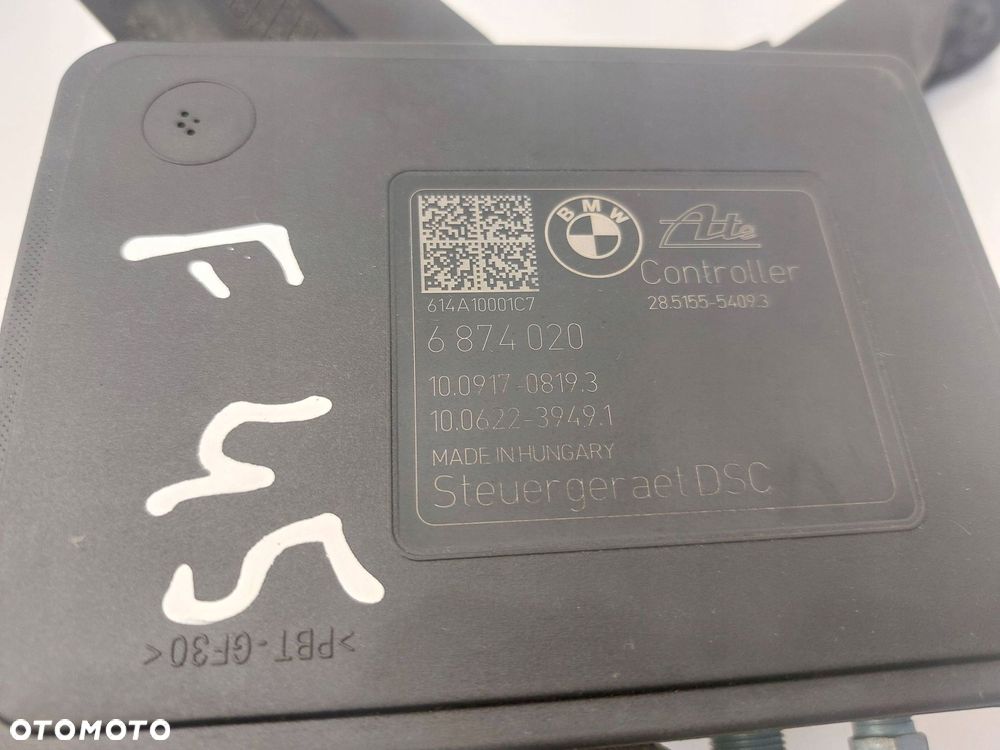 BMW
Ate
Controller
614A10001C7
28.5155-5409.3
6 874 020
10.0917-0819.3
10.0622-3949.1
MADE IN HUNGARY
Steuergeraet DSC
F 45
>PBT-GF30<
OTOMOTO